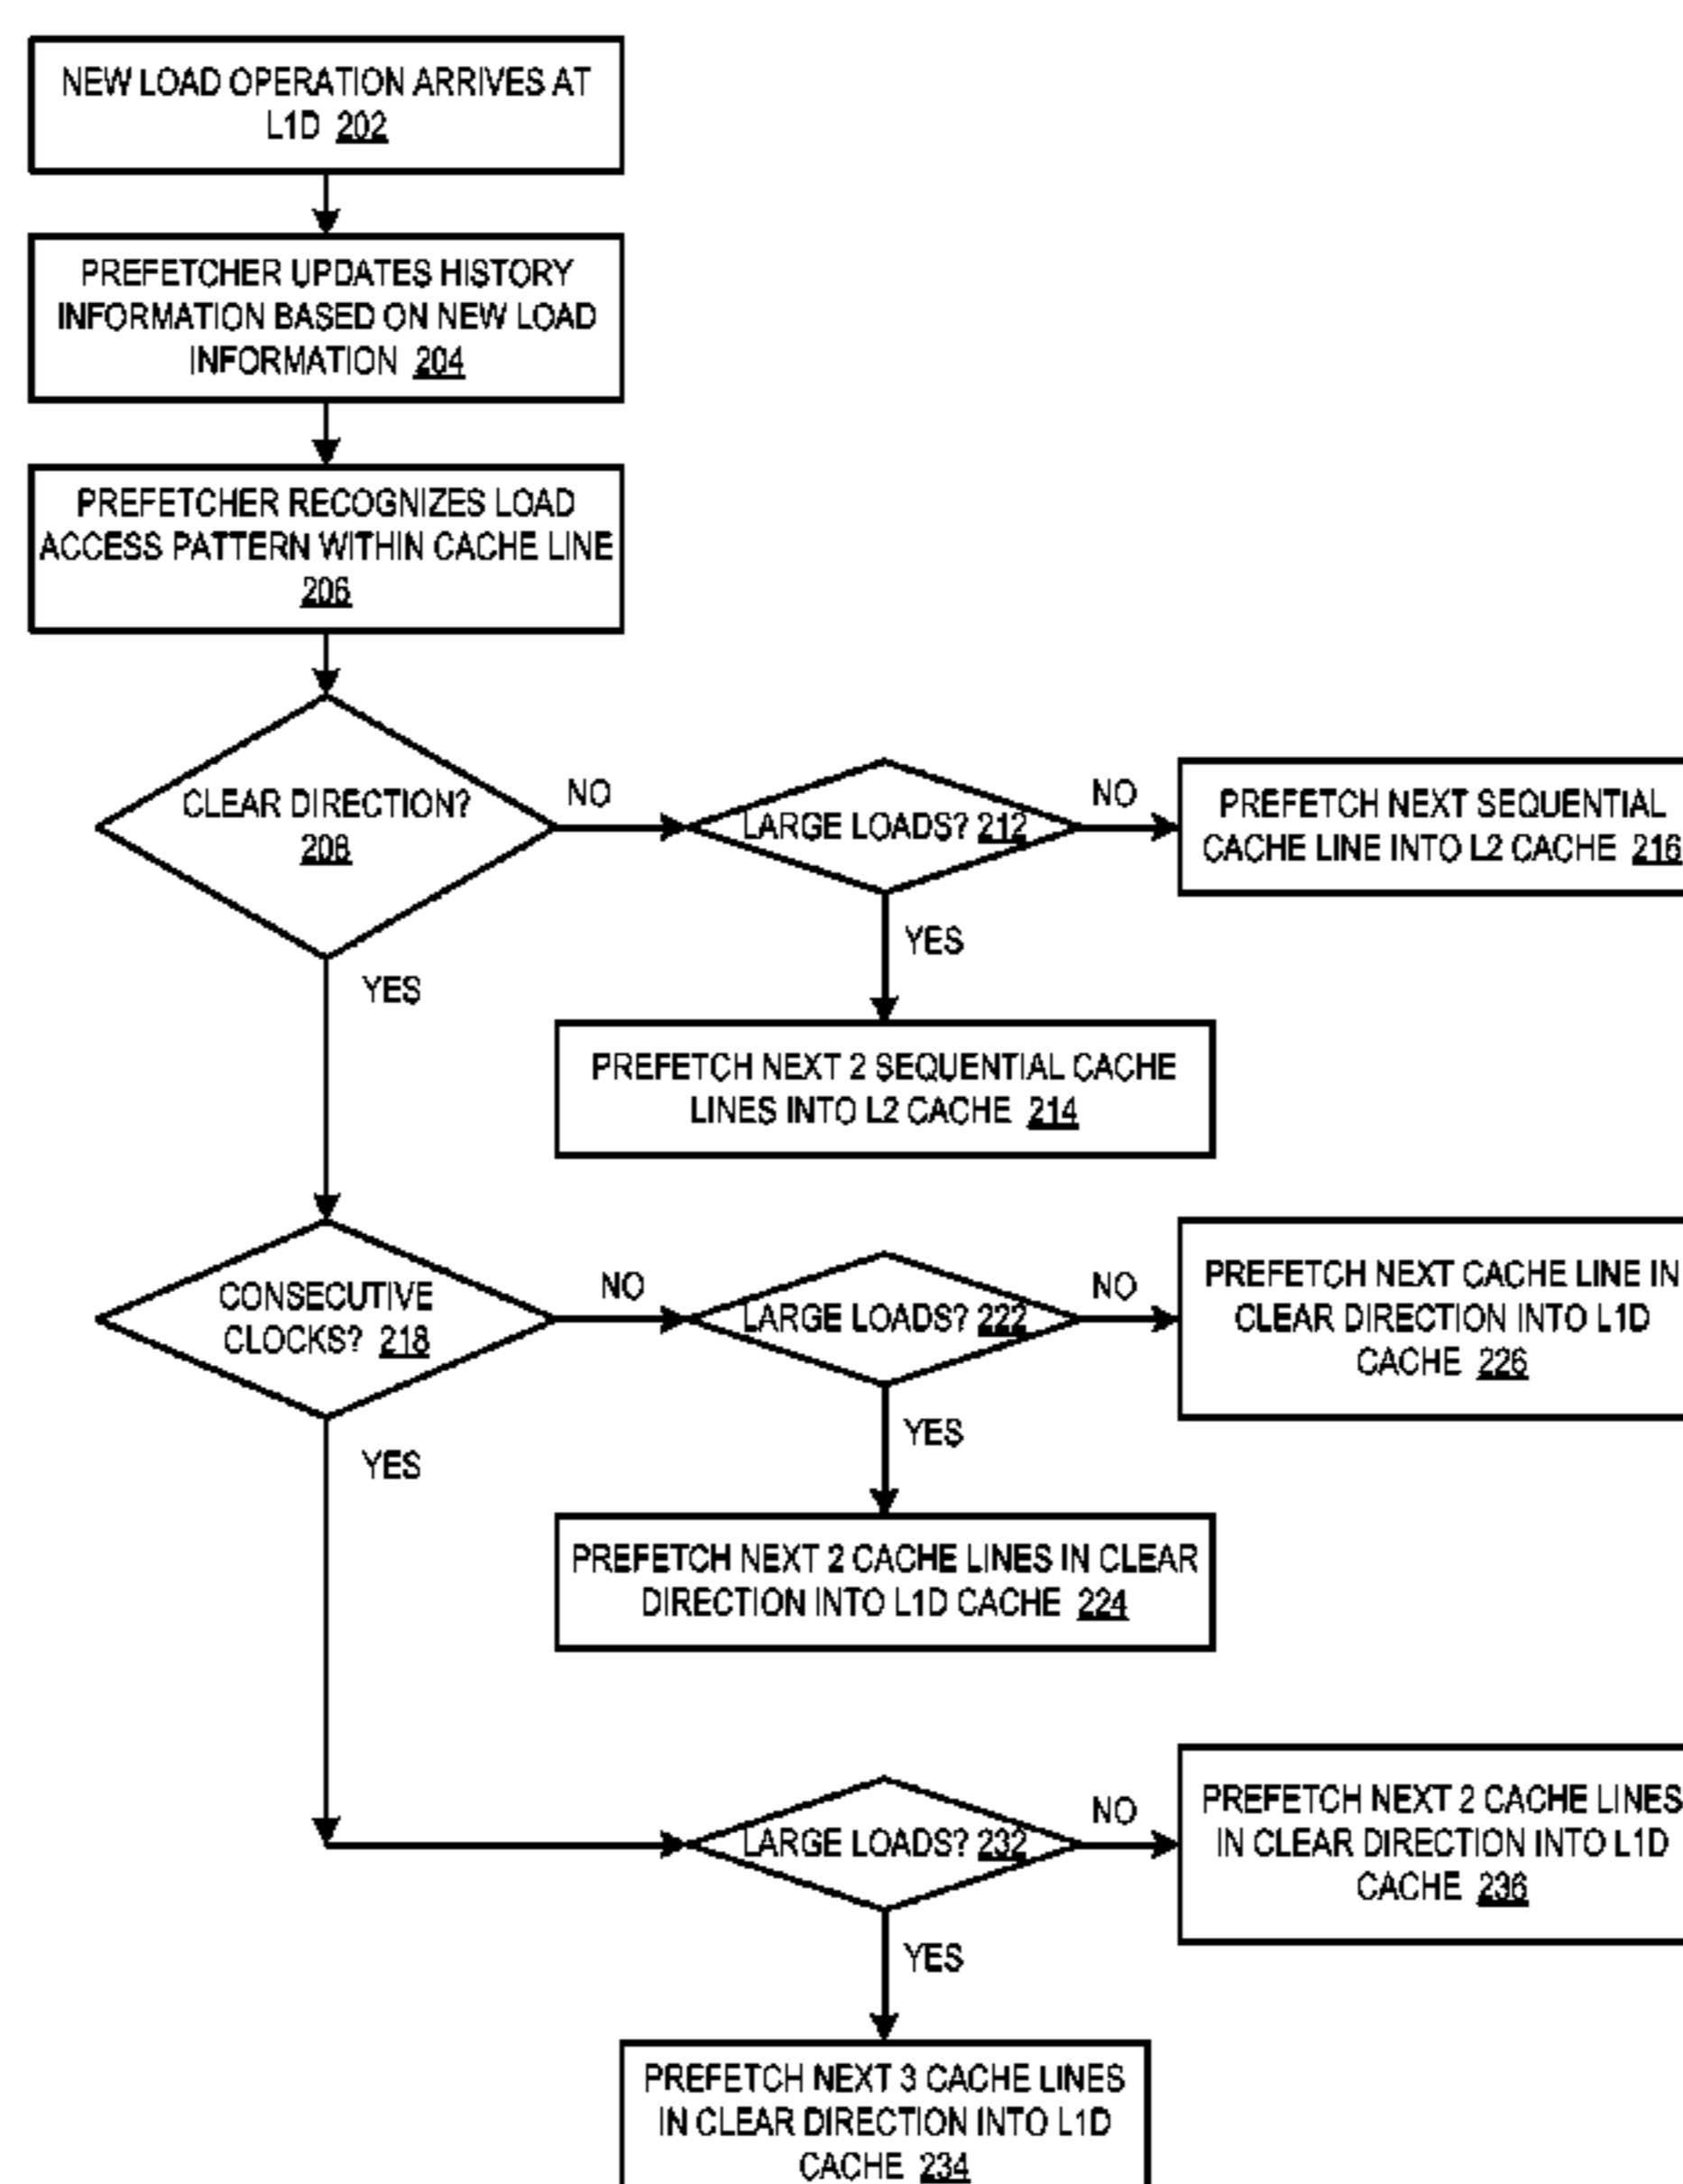 NEW LOAD OPERATION ARRIVES AT
L1D 202
PREFETCHER UPDATES HISTORY
INFORMATION BASED ON NEW LOAD
INFORMATION 204
PREFETCHER RECOGNIZES LOAD
ACCESS PATTERN WITHIN CACHE LINE
206
CLEAR DIRECTION?
208
NO
LARGE LOADS? 212
NO
PREFETCH NEXT SEQUENTIAL
CACHE LINE INTO L2 CACHE 216
YES
YES
PREFETCH NEXT 2 SEQUENTIAL CACHE
LINES INTO L2 CACHE 214
CONSECUTIVE
CLOCKS? 218
NO
LARGE LOADS? 222
NO
PREFETCH NEXT CACHE LINE IN
CLEAR DIRECTION INTO L1D
CACHE 226
YES
YES
PREFETCH NEXT 2 CACHE LINES IN CLEAR
DIRECTION INTO L1D CACHE 224
LARGE LOADS? 232
NO
PREFETCH NEXT 2 CACHE LINES
IN CLEAR DIRECTION INTO L1D
CACHE 236
YES
PREFETCH NEXT 3 CACHE LINES
IN CLEAR DIRECTION INTO L1D
CACHE 234